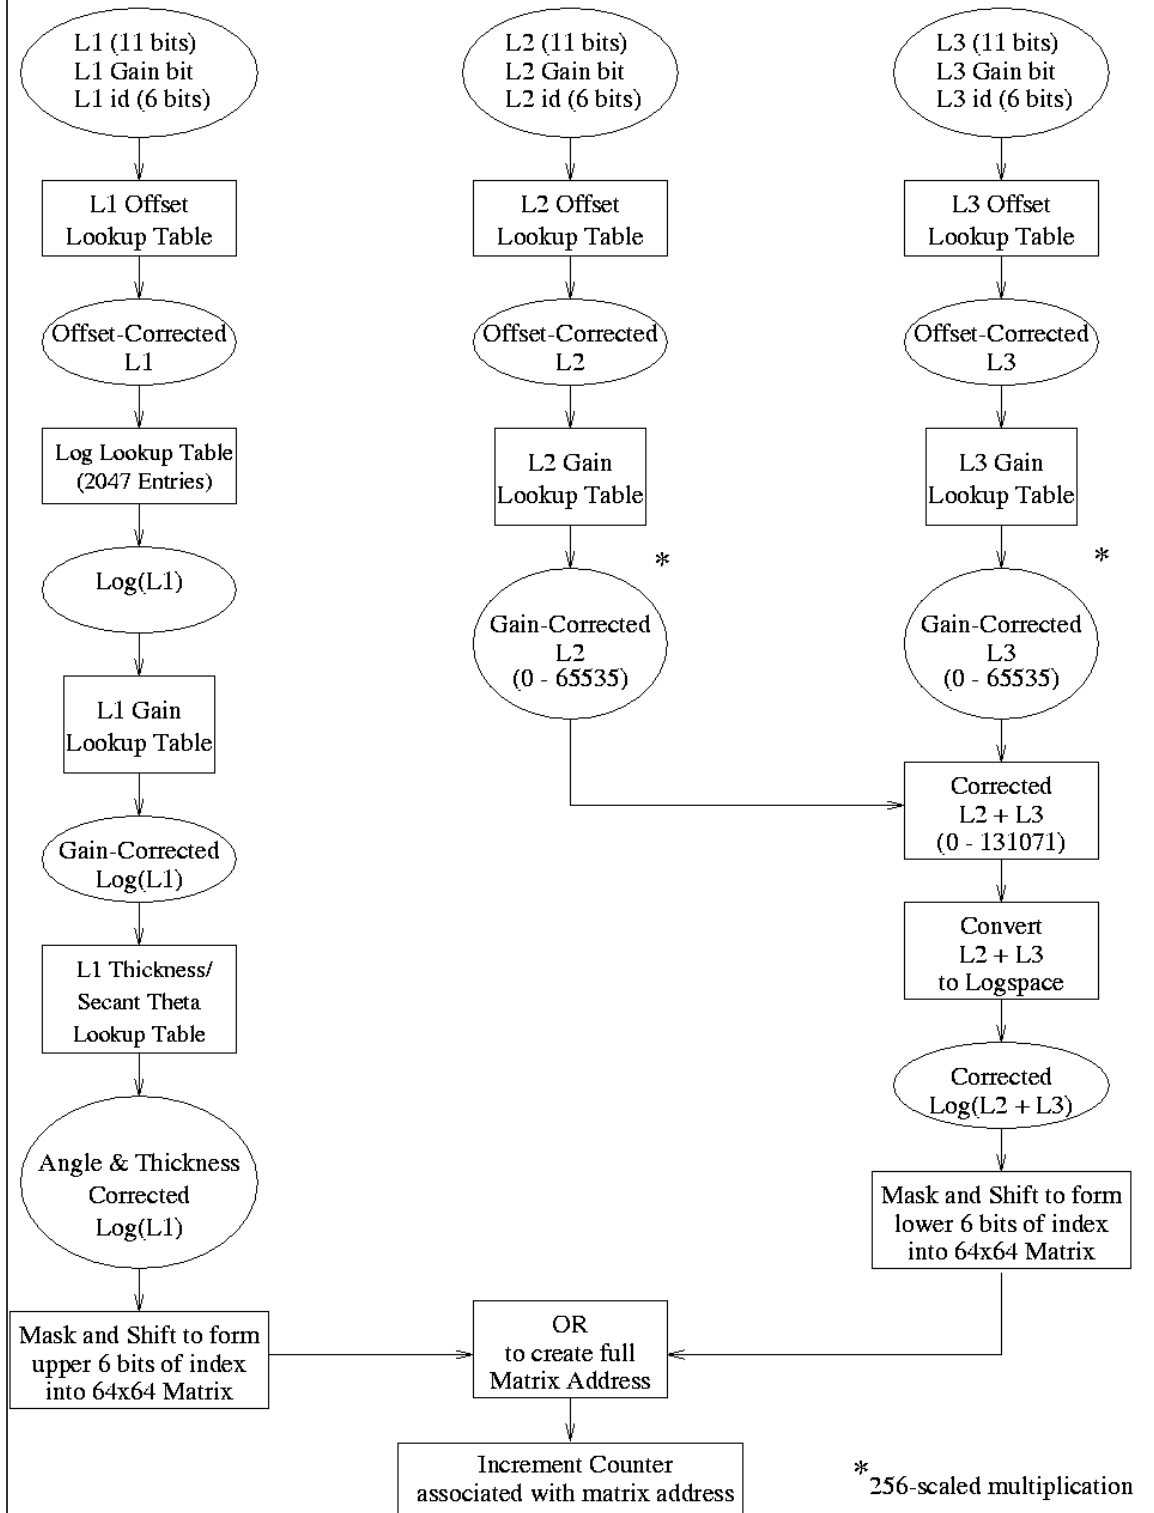 L1 (11 bits)
L1 Gain bit
L1 id (6 bits)
L2 (11 bits)
L2 Gain bit
L2 id (6 bits)
L3 (11 bits)
L3 Gain bit
L3 id (6 bits)
L1 Offset
Lookup Table
L2 Offset
Lookup Table
L3 Offset
Lookup Table
Offset-Corrected
L1
Offset-Corrected
L2
Offset-Corrected
L3
Log Lookup Table
(2047 Entries)
L2 Gain
Lookup Table
L3 Gain
Lookup Table
Log(L1)
*
Gain-Corrected
L2
(0 - 65535)
*
Gain-Corrected
L3
(0 - 65535)
L1 Gain
Lookup Table
Corrected
L2 + L3
(0 - 131071)
Gain-Corrected
Log(L1)
Convert
L2 + L3
to Logspace
L1 Thickness/
Secant Theta
Lookup Table
Corrected
Log(L2 + L3)
Angle & Thickness
Corrected
Log(L1)
Mask and Shift to form
lower 6 bits of index
into 64x64 Matrix
Mask and Shift to form
upper 6 bits of index
into 64x64 Matrix
OR
to create full
Matrix Address
Increment Counter
associated with matrix address
*256-scaled multiplication